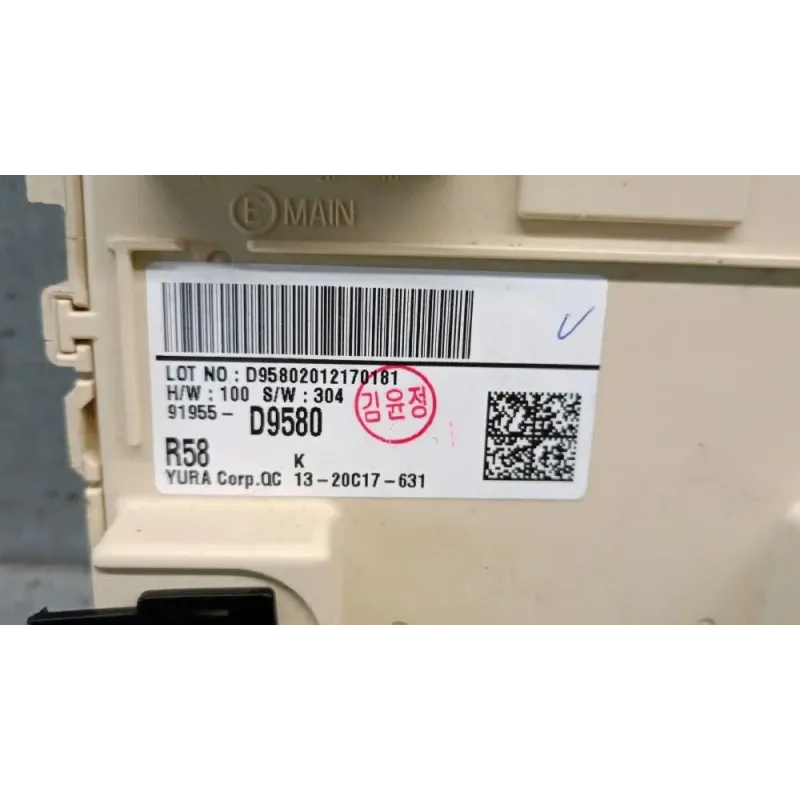 E MAIN
LOT NO : D95802012170181
H/W : 100 S/W : 304
91955- D9580
김윤정
R58 K
YURA Corp.QC 13-20C17-631